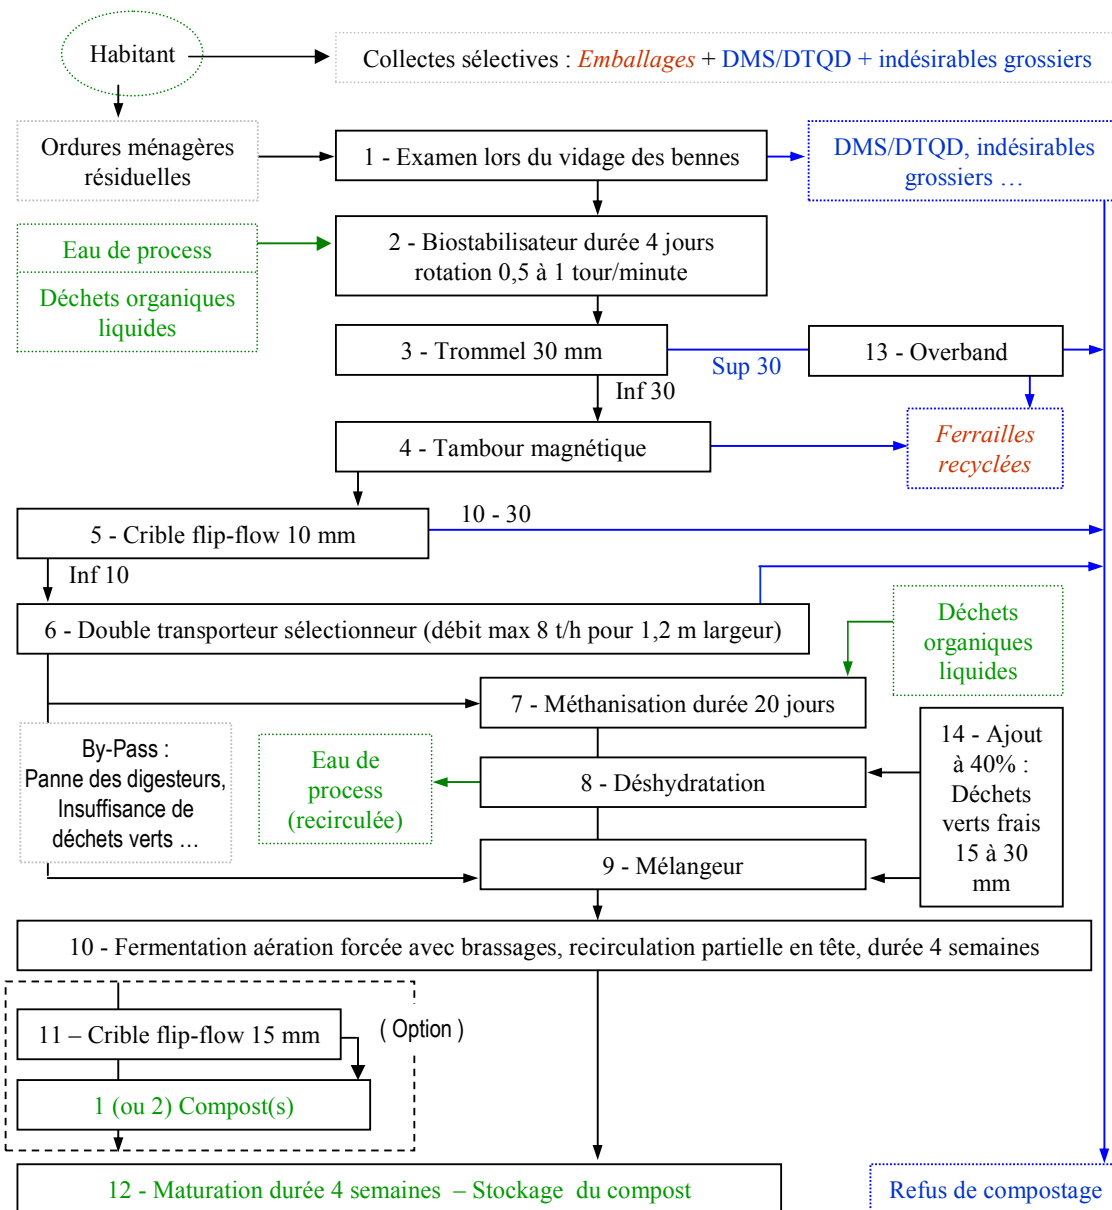 Habitant
Collectes sélectives : Emballages + DMS/DTQD + indésirables grossiers
Ordures ménagères
résiduelles
1 - Examen lors du vidage des bennes
DMS/DTQD, indésirables
grossiers …
Eau de process
Déchets organiques
liquides
2 - Biostabilisateur durée 4 jours
rotation 0,5 à 1 tour/minute
3 - Trommel 30 mm
Sup 30
13 - Overband
Inf 30
4 - Tambour magnétique
Ferrailles
recyclées
5 - Crible flip-flow 10 mm
10 - 30
Inf 10
6 - Double transporteur sélectionneur (débit max 8 t/h pour 1,2 m largeur)
Déchets
organiques
liquides
7 - Méthanisation durée 20 jours
By-Pass :
Panne des digesteurs,
Insuffisance de
déchets verts …
Eau de
process
(recirculée)
8 - Déshydratation
14 - Ajout
à 40% :
Déchets
verts frais
15 à 30
mm
9 - Mélangeur
10 - Fermentation aération forcée avec brassages, recirculation partielle en tête, durée 4 semaines
11 – Crible flip-flow 15 mm
( Option )
1 (ou 2) Compost(s)
12 - Maturation durée 4 semaines – Stockage du compost
Refus de compostage